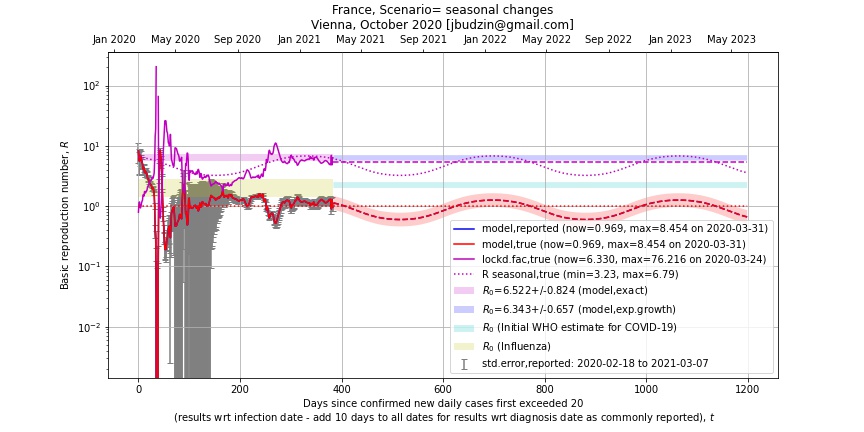 France, Scenario= seasonal changes
Vienna, October 2020 [jbudzin@gmail.com]
Jan 2020 May 2020 Sep 2020 Jan 2021 May 2021 Sep 2021 Jan 2022 May 2022 Sep 2022 Jan 2023 May 2023
Basic reproduction number, R
10²
10¹
10⁰
10⁻¹
10⁻²
model,reported (now=0.969, max=8.454 on 2020-03-31)
model,true (now=0.969, max=8.454 on 2020-03-31)
lockd.fac,true (now=6.330, max=76.216 on 2020-03-24)
R seasonal,true (min=3.23, max=6.79)
R₀=6.522+/-0.824 (model,exact)
R₀=6.343+/-0.657 (model,exp.growth)
R₀ (Initial WHO estimate for COVID-19)
R₀ (Influenza)
std.error,reported: 2020-02-18 to 2021-03-07
0 200 400 600 800 1000 1200
Days since confirmed new daily cases first exceeded 20
(results wrt infection date - add 10 days to all dates for results wrt diagnosis date as commonly reported), t